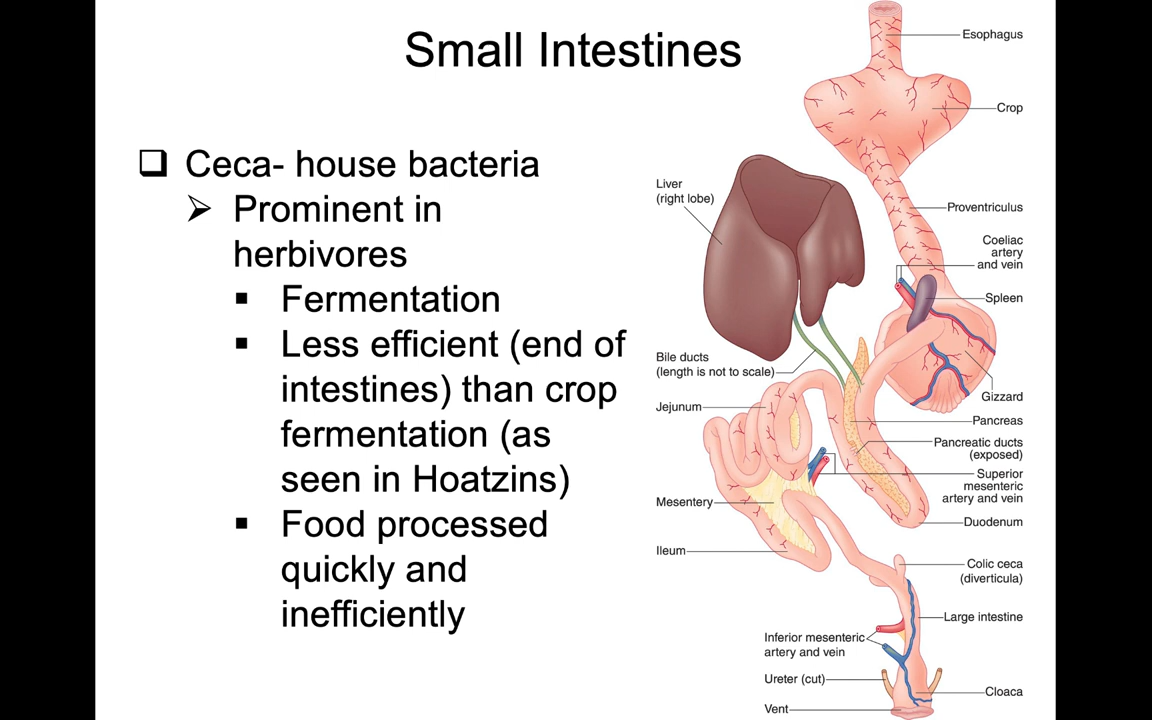 Small Intestines
❑ Ceca- house bacteria
➢ Prominent in
herbivores
▪ Fermentation
▪ Less efficient (end of
intestines) than crop
fermentation (as
seen in Hoatzins)
▪ Food processed
quickly and
inefficiently
Esophagus
Crop
Liver
(right lobe)
Proventriculus
Coeliac
artery
and vein
Spleen
Bile ducts
(length is not to scale)
Gizzard
Jejunum
Pancreas
Pancreatic ducts
(exposed)
Superior
mesenteric
artery and vein
Mesentery
Duodenum
Ileum
Colic ceca
(diverticula)
Large intestine
Inferior mesenteric
artery and vein
Ureter (cut)
Cloaca
Vent